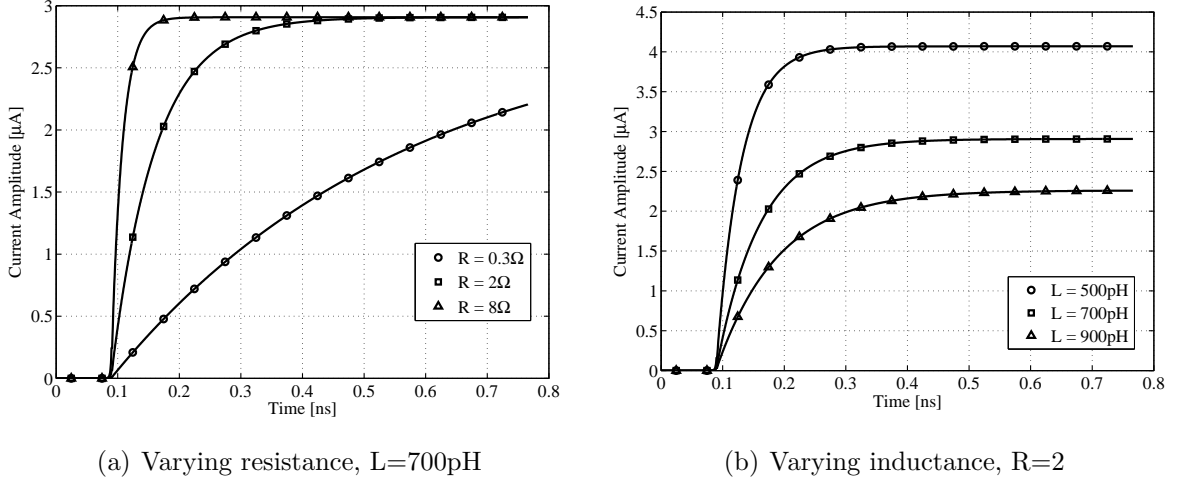 3
2.5
2
1.5
1
0.5
0
0 0.1 0.2 0.3 0.4 0.5 0.6 0.7 0.8
Current Amplitude [µA]
Time [ns]
R = 0.3Ω
R = 2Ω
R = 8Ω
(a) Varying resistance, L=700pH
4.5
4
3.5
3
2.5
2
1.5
1
0.5
0
0 0.1 0.2 0.3 0.4 0.5 0.6 0.7 0.8
Current Amplitude [µA]
Time [ns]
L = 500pH
L = 700pH
L = 900pH
(b) Varying inductance, R=2